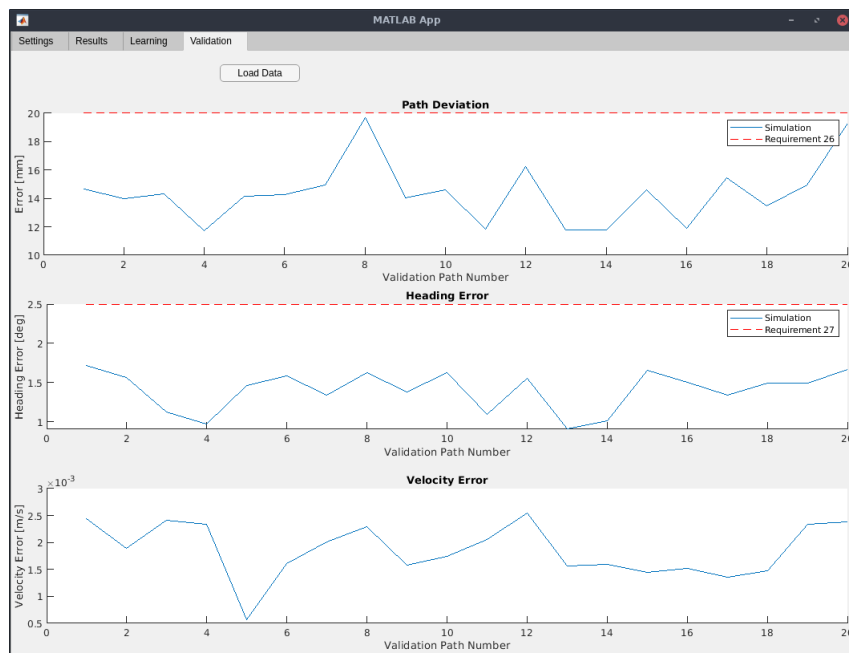 MATLAB App
Settings Results Learning Validation
Load Data
Path Deviation
20
18
16
14
12
10
Error [mm]
Simulation
Requirement 26
0 2 4 6 8 10 12 14 16 18 20
Validation Path Number
Heading Error
2.5
2
1.5
1
Heading Error [deg]
Simulation
Requirement 27
0 2 4 6 8 10 12 14 16 18 20
Validation Path Number
Velocity Error
×10⁻³
3
2.5
2
1.5
1
0.5
Velocity Error [m/s]
0 2 4 6 8 10 12 14 16 18 20
Validation Path Number